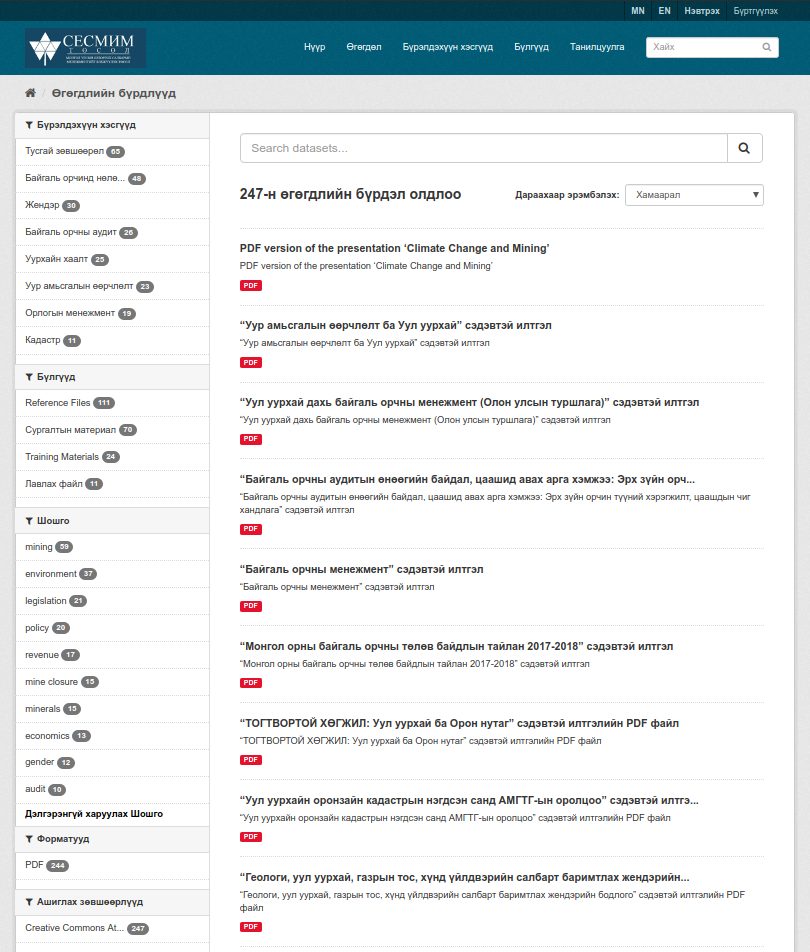 MN EN Нэвтрэх Бүртгүүлэх
СЕСМИМ
ТӨСӨЛ
Нүүр Өгөгдөл Бүрэлдэхүүн хэсгүүд Бүлгүүд Танилцуулга Хайх
/ Өгөгдлийн бүрдлүүд
Бүрэлдэхүүн хэсгүүд
Тусгай зөвшөөрөл 65
Байгаль орчинд нөлө... 48
Жендэр 30
Байгаль орчны аудит 26
Уурхайн хаалт 25
Уур амьсгалын өөрчлөлт 23
Орлогын менежмент 19
Кадастр 11
Бүлгүүд
Reference Files 111
Сургалтын материал 70
Training Materials 24
Лавлах файл 11
Шошго
mining 59
environment 37
legislation 21
policy 20
revenue 17
mine closure 15
minerals 15
economics 13
gender 12
audit 10
Дэлгэрэнгүй харуулах Шошго
Форматууд
PDF 244
Ашиглах зөвшөөрлүүд
Creative Commons At... 247
Search datasets...
247-н өгөгдлийн бүрдэл олдлоо
Дараахаар эрэмбэлэх: Хамаарал
PDF version of the presentation ‘Climate Change and Mining’
PDF version of the presentation ‘Climate Change and Mining’
PDF
“Уур амьсгалын өөрчлөлт ба Уул уурхай” сэдэвтэй илтгэл
“Уур амьсгалын өөрчлөлт ба Уул уурхай” сэдэвтэй илтгэл
PDF
“Уул уурхай дахь байгаль орчны менежмент (Олон улсын туршлага)” сэдэвтэй илтгэл
“Уул уурхай дахь байгаль орчны менежмент (Олон улсын туршлага)” сэдэвтэй илтгэл
PDF
“Байгаль орчны аудитын өнөөгийн байдал, цаашид авах арга хэмжээ: Эрх зүйн орч...
“Байгаль орчны аудитын өнөөгийн байдал, цаашид авах арга хэмжээ: Эрх зүйн орчин түүний хэрэгжилт, цаашдын чиг
хандлага” сэдэвтэй илтгэл
PDF
“Байгаль орчны менежмент” сэдэвтэй илтгэл
“Байгаль орчны менежмент” сэдэвтэй илтгэл
PDF
“Монгол орны байгаль орчны төлөв байдлын тайлан 2017-2018” сэдэвтэй илтгэл
“Монгол орны байгаль орчны төлөв байдлын тайлан 2017-2018” сэдэвтэй илтгэл
PDF
“ТОГТВОРТОЙ ХӨГЖИЛ: Уул уурхай ба Орон нутаг” сэдэвтэй илтгэлийн PDF файл
“ТОГТВОРТОЙ ХӨГЖИЛ: Уул уурхай ба Орон нутаг” сэдэвтэй илтгэлийн PDF файл
PDF
“Уул уурхайн оронзайн кадастрын нэгдсэн санд АМГТГ-ын оролцоо” сэдэвтэй илтгэ...
“Уул уурхайн оронзайн кадастрын нэгдсэн санд АМГТГ-ын оролцоо” сэдэвтэй илтгэлийн PDF файл
PDF
“Геологи, уул уурхай, газрын тос, хүнд үйлдвэрийн салбарт баримтлах жендэрийн...
“Геологи, уул уурхай, газрын тос, хүнд үйлдвэрийн салбарт баримтлах жендэрийн бодлого” сэдэвтэй илтгэлийн PDF
файл
PDF